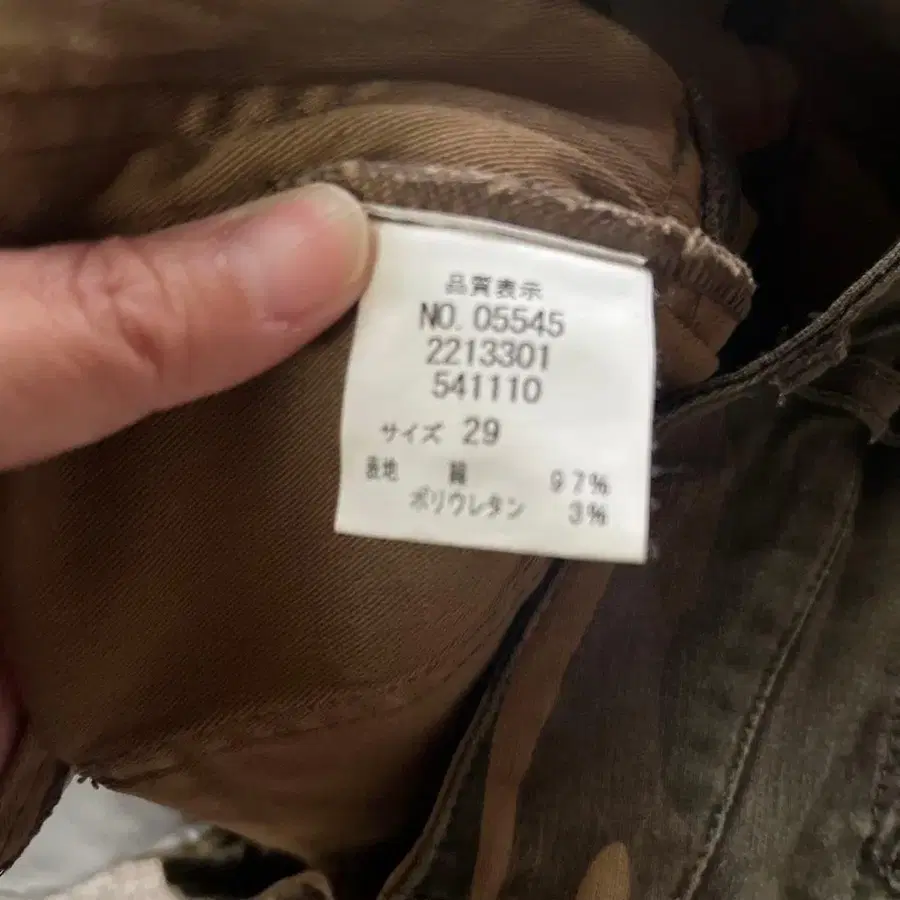 品質表示
NO. 05545
2213301
541110
サイズ 29
表地 綿 97%
ポリウレタン 3%